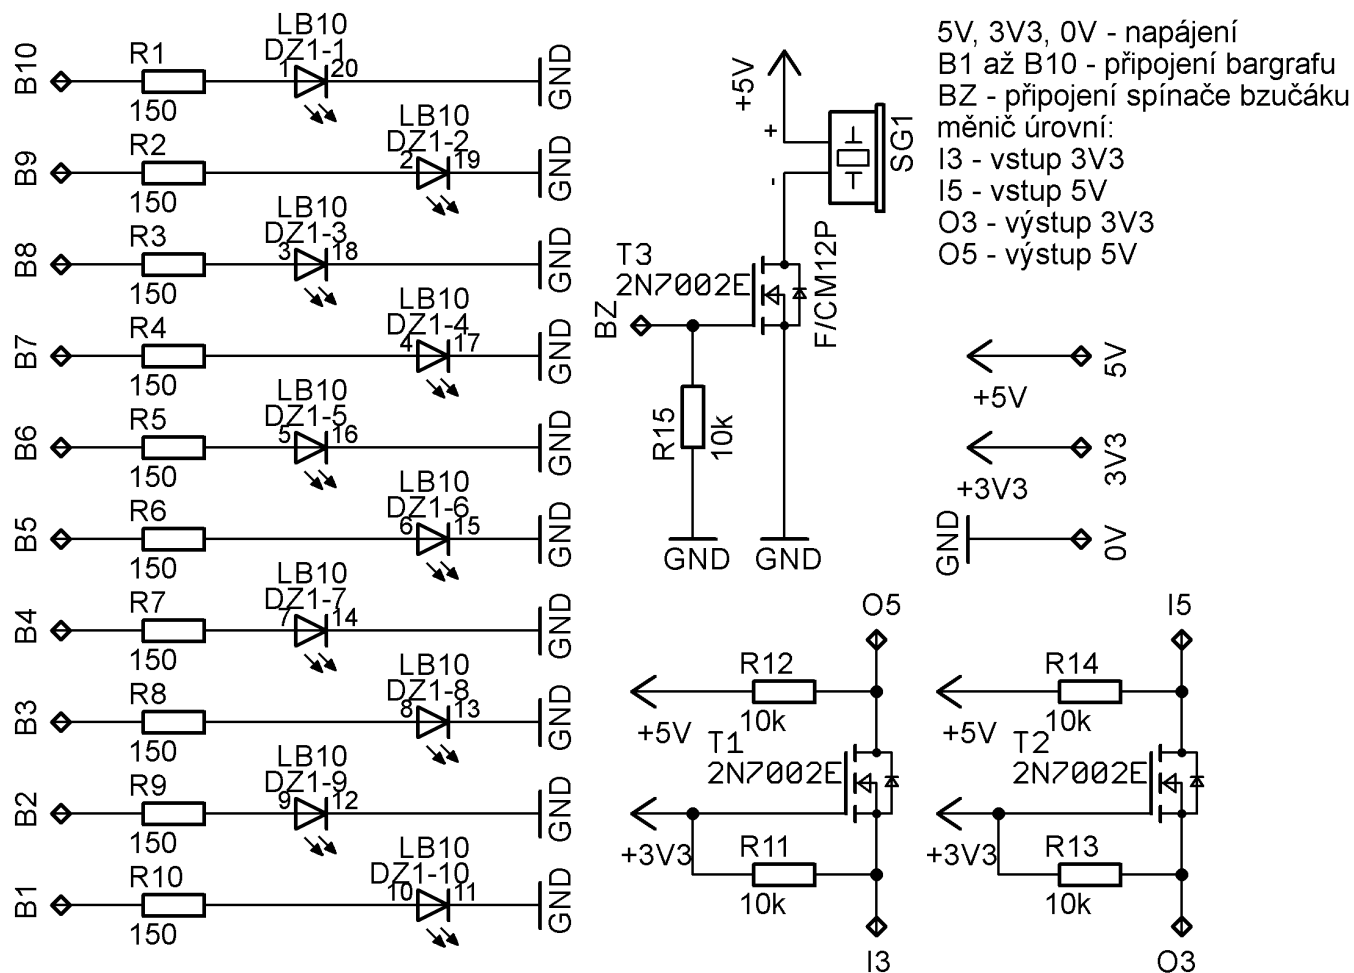 B10
R1
150
LB10
DZ1-1
1
20
GND
B9
R2
150
LB10
DZ1-2
2
19
GND
B8
R3
150
LB10
DZ1-3
3
18
GND
B7
R4
150
LB10
DZ1-4
4
17
GND
B6
R5
150
LB10
DZ1-5
5
16
GND
B5
R6
150
LB10
DZ1-6
6
15
GND
B4
R7
150
LB10
DZ1-7
7
14
GND
B3
R8
150
LB10
DZ1-8
8
13
GND
B2
R9
150
LB10
DZ1-9
9
12
GND
B1
R10
150
LB10
DZ1-10
10
11
GND
+5V
+
-
SG1
F/CM12P
T3
2N7002E
BZ
R15
10k
GND
GND
5V, 3V3, 0V - napájení
B1 až B10 - připojení bargrafu
BZ - připojení spínače bzučáku
měnič úrovní:
I3 - vstup 3V3
I5 - vstup 5V
O3 - výstup 3V3
O5 - výstup 5V
+5V
5V
+3V3
3V3
GND
0V
O5
R12
10k
+5V
T1
2N7002E
+3V3
R11
10k
I3
I5
R14
10k
+5V
T2
2N7002E
+3V3
R13
10k
O3